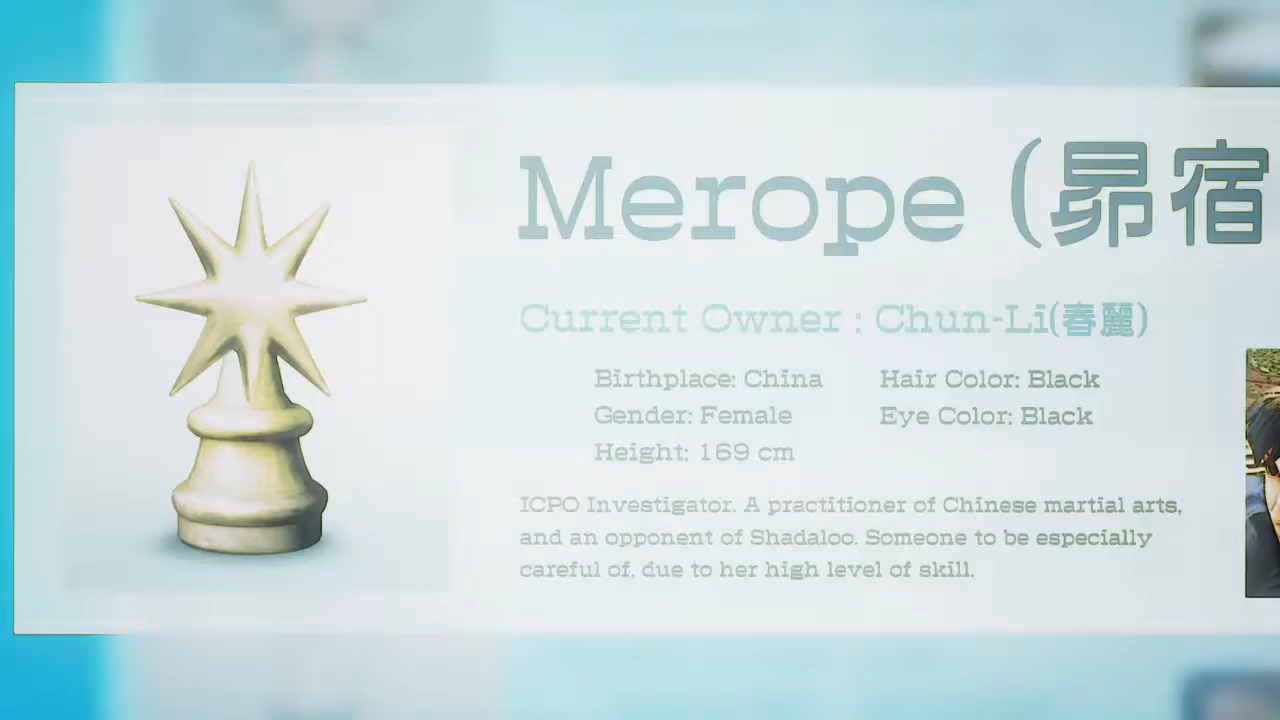 Merope (昴宿
Current Owner : Chun-Li(春麗)
Birthplace: China
Hair Color: Black
Gender: Female
Eye Color: Black
Height: 169 cm
ICPO Investigator. A practitioner of Chinese martial arts,
and an opponent of Shadaloo. Someone to be especially
careful of, due to her high level of skill.